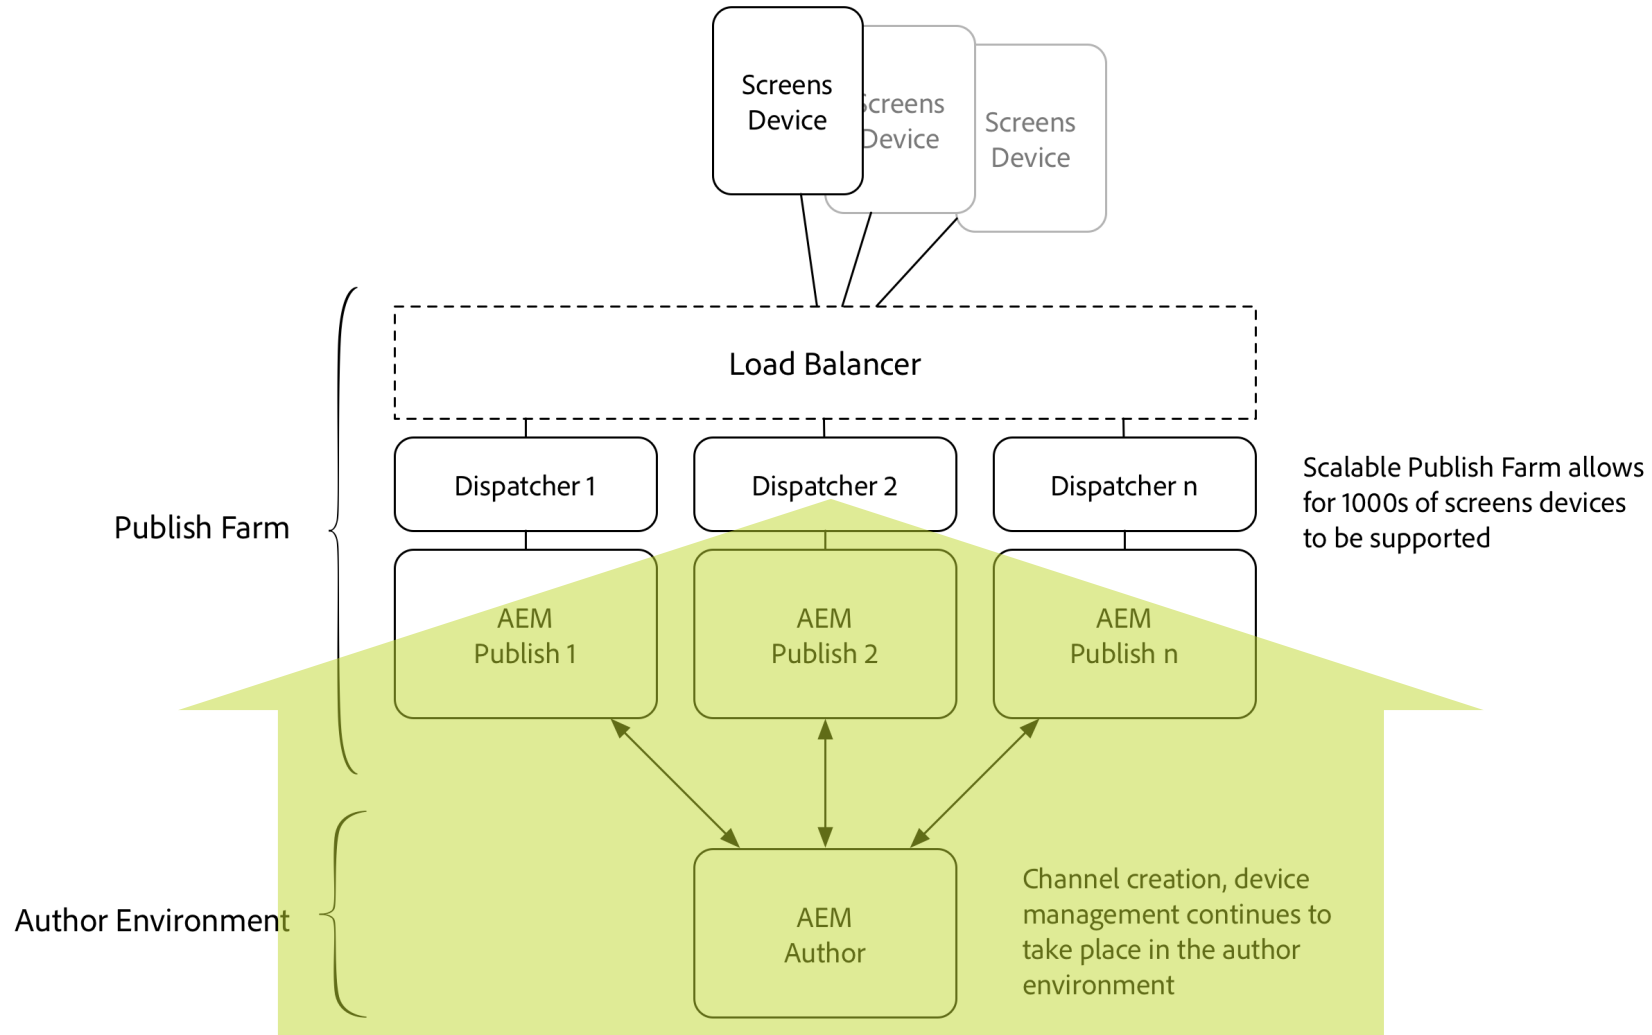 Screens
Device
Screens
Device
Screens
Device
Load Balancer
Dispatcher 1
Dispatcher 2
Dispatcher n
Scalable Publish Farm allows
for 1000s of screens devices
to be supported
Publish Farm
AEM
Publish 1
AEM
Publish 2
AEM
Publish n
Author Environment
AEM
Author
Channel creation, device
management continues to
take place in the author
environment